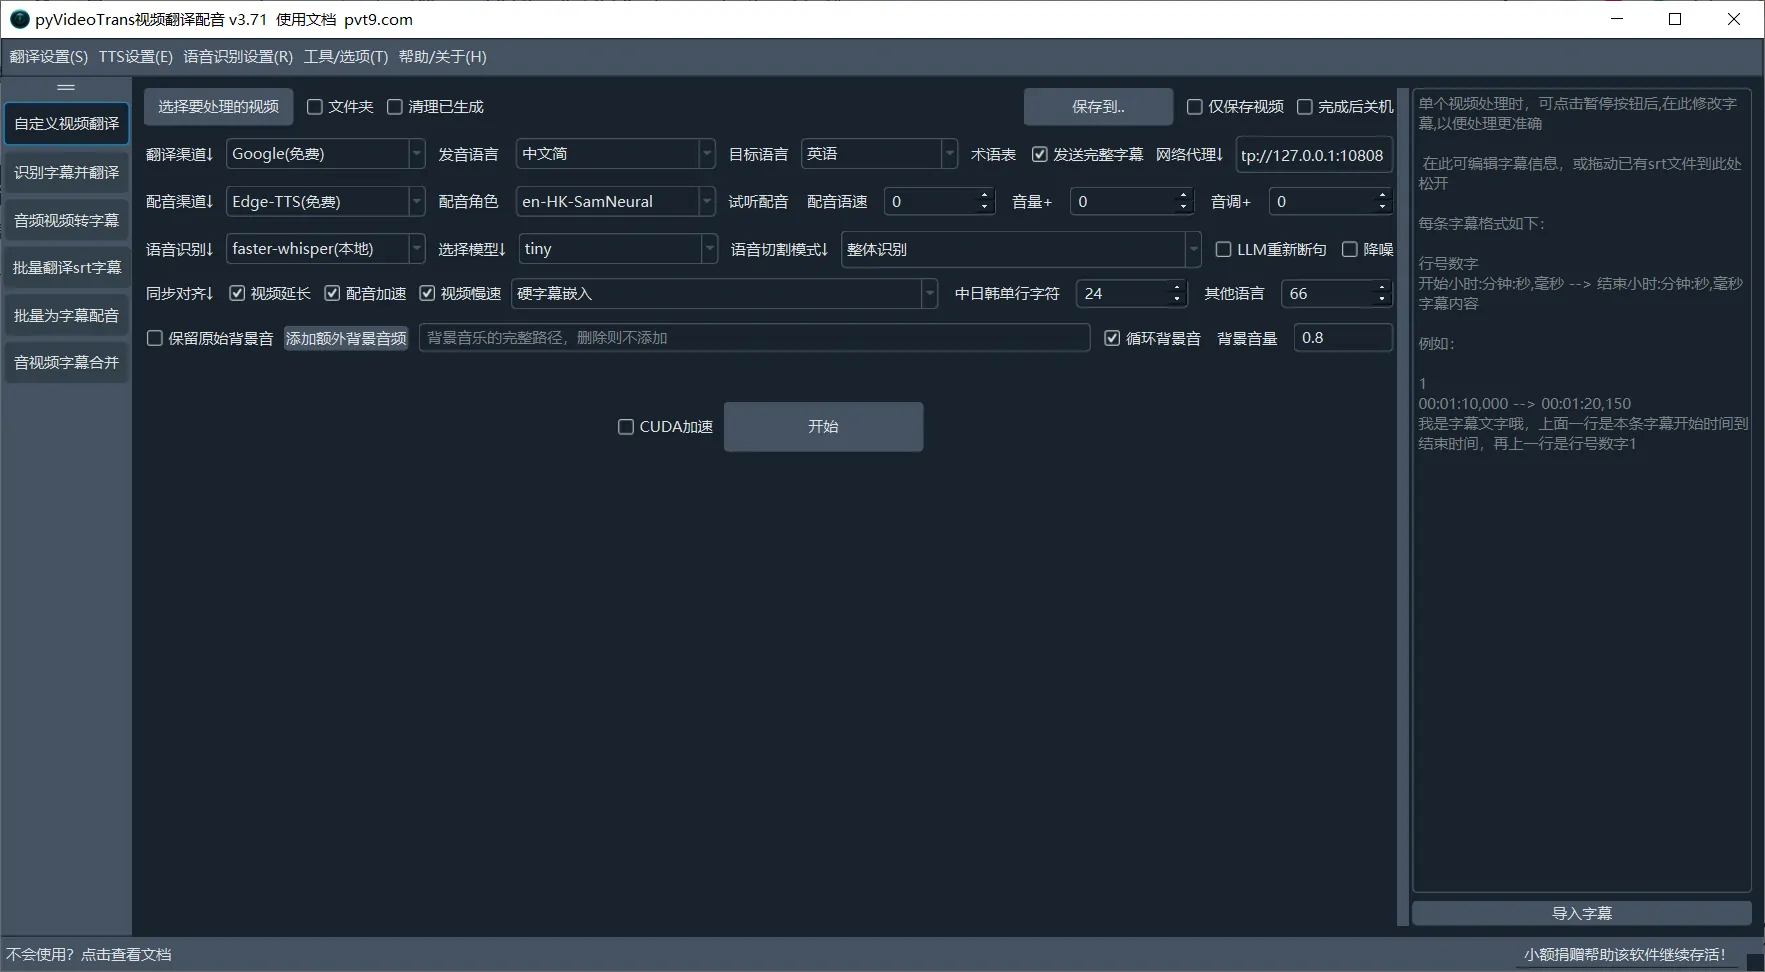 pyVideoTrans视频翻译配音 v3.71 使用文档 pvt9.com
翻译设置(S) TTS设置(E) 语音识别设置(R) 工具/选项(T) 帮助/关于(H)
自定义视频翻译
识别字幕并翻译
音频视频转字幕
批量翻译srt字幕
批量为字幕配音
音视频字幕合并
选择要处理的视频 文件夹 清理已生成 保存到.. 仅保存视频 完成后关机
翻译渠道↓ Google(免费) 发音语言 中文简 目标语言 英语 术语表 发送完整字幕 网络代理↓ tp://127.0.0.1:10808
配音渠道↓ Edge-TTS(免费) 配音角色 en-HK-SamNeural 试听配音 配音语速 0 音量+ 0 音调+ 0
语音识别↓ faster-whisper(本地) 选择模型↓ tiny 语音切割模式↓ 整体识别 LLM重新断句 降噪
同步对齐↓ 视频延长 配音加速 视频慢速 硬字幕嵌入 中日韩单行字符 24 其他语言 66
保留原始背景音 添加额外背景音频 背景音乐的完整路径，删除则不添加 循环背景音 背景音量 0.8
CUDA加速 开始
单个视频处理时，可点击暂停按钮后,在此修改字
幕,以便处理更准确
在此可编辑字幕信息，或拖动已有srt文件到此处
松开
每条字幕格式如下：
行号数字
开始小时:分钟:秒,毫秒 --> 结束小时:分钟:秒,毫秒
字幕内容
例如：
1
00:01:10,000 --> 00:01:20,150
我是字幕文字哦，上面一行是本条字幕开始时间到
结束时间，再上一行是行号数字1
导入字幕
不会使用？点击查看文档
小额捐赠帮助该软件继续存活！